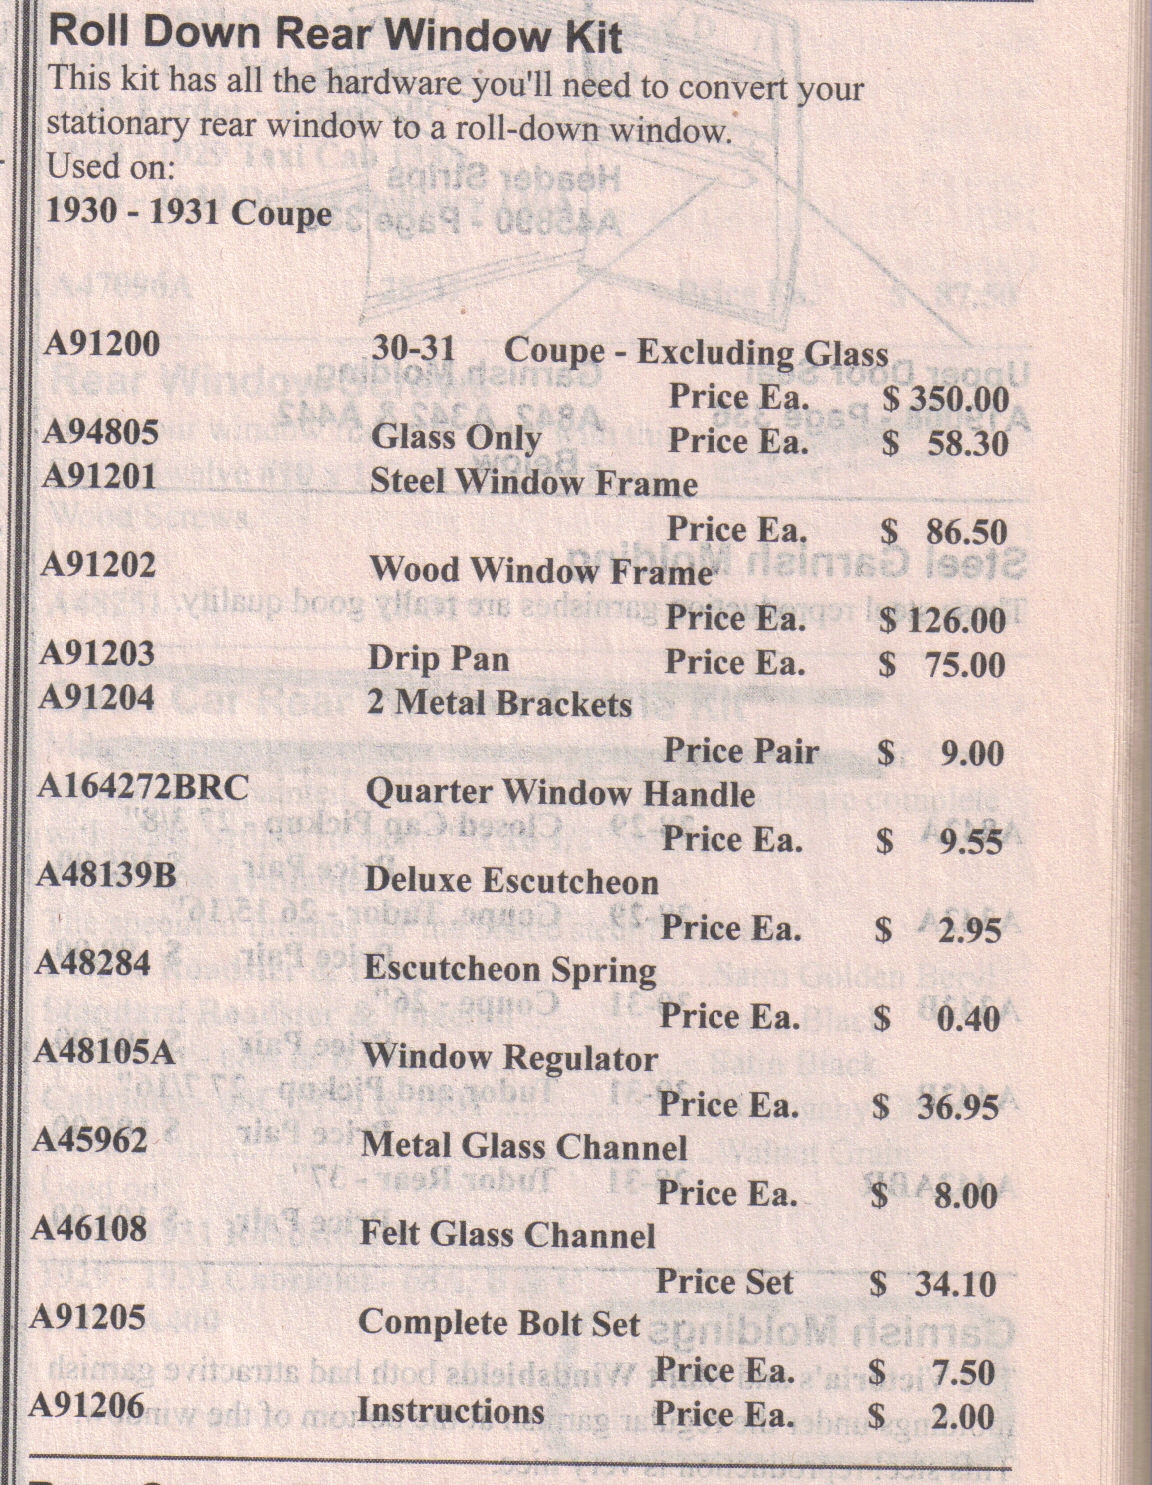 Roll Down Rear Window Kit
This kit has all the hardware you'll need to convert your
stationary rear window to a roll-down window.
Used on:
1930 - 1931 Coupe
A91200 30-31 Coupe - Excluding Glass
Price Ea. $ 350.00
A94805 Glass Only Price Ea. $ 58.30
A91201 Steel Window Frame
Price Ea. $ 86.50
A91202 Wood Window Frame
Price Ea. $ 126.00
A91203 Drip Pan Price Ea. $ 75.00
A91204 2 Metal Brackets
Price Pair $ 9.00
A164272BRC Quarter Window Handle
Price Ea. $ 9.55
A48139B Deluxe Escutcheon
Price Ea. $ 2.95
A48284 Escutcheon Spring
Price Ea. $ 0.40
A48105A Window Regulator
Price Ea. $ 36.95
A45962 Metal Glass Channel
Price Ea. $ 8.00
A46108 Felt Glass Channel
Price Set $ 34.10
A91205 Complete Bolt Set
Price Ea. $ 7.50
A91206 Instructions Price Ea. $ 2.00